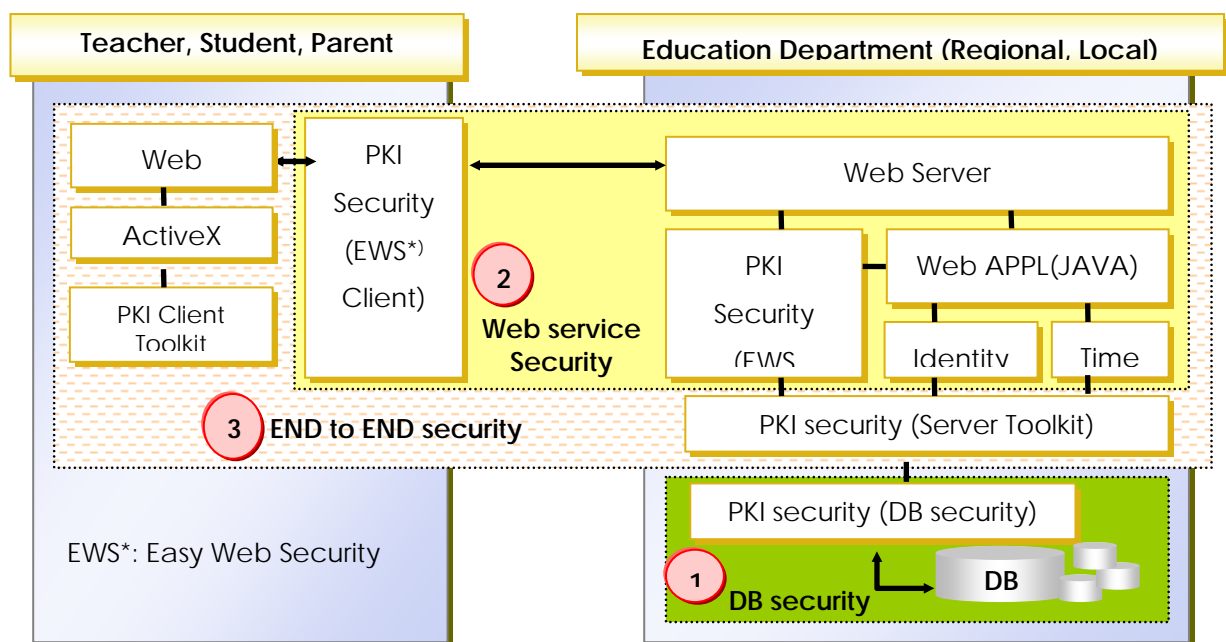 Teacher, Student, Parent
Education Department (Regional, Local)
Web
ActiveX
PKI Client
Toolkit
PKI
Security
(EWS*)
Client)
2
Web service
Security
Web Server
PKI
Security
(EWS
Web APPL(JAVA)
Identity
Time
3
END to END security
PKI security (Server Toolkit)
PKI security (DB security)
1
DB security
DB
EWS*: Easy Web Security